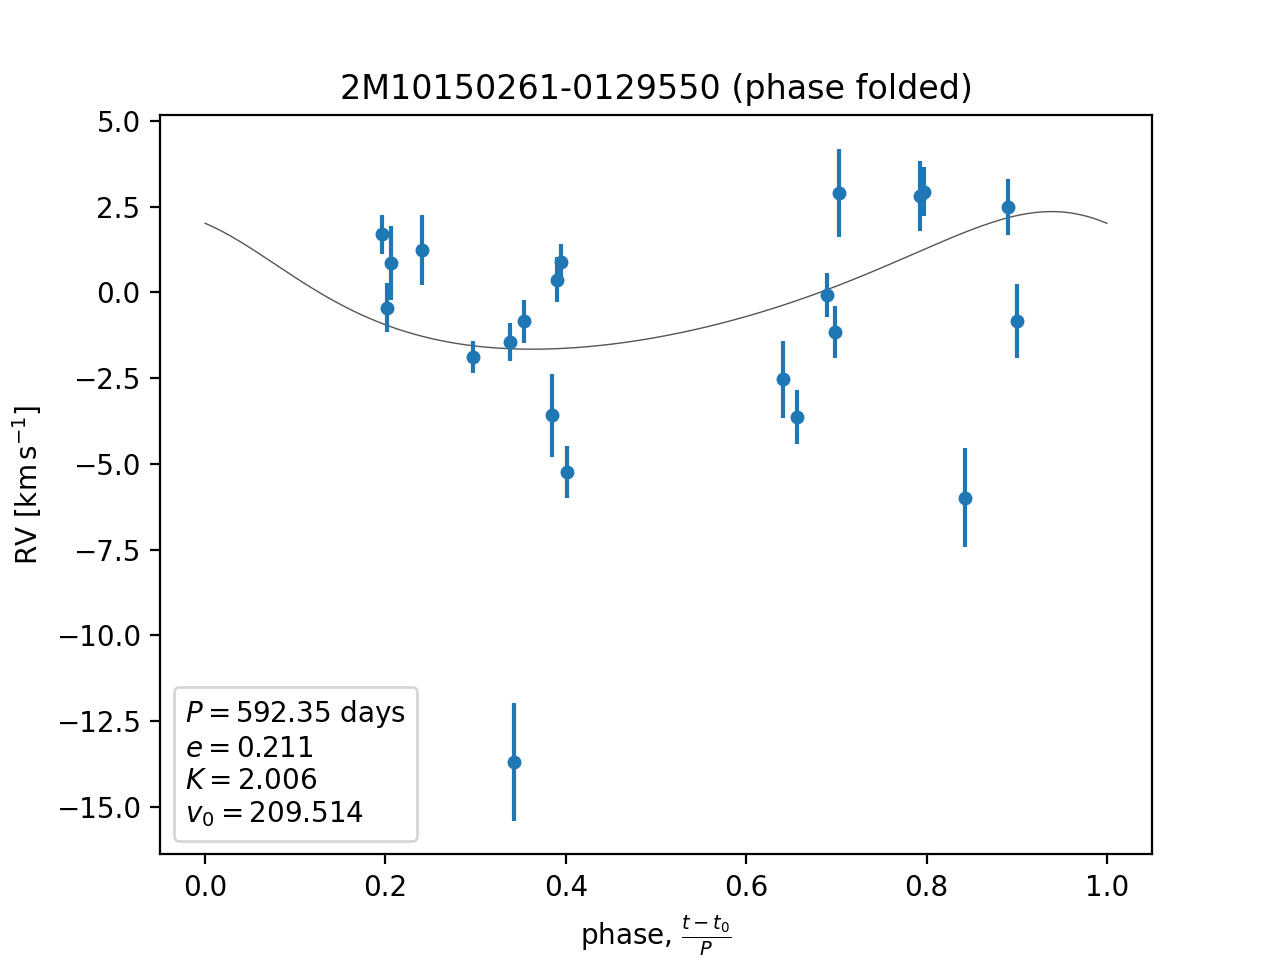 2M10150261-0129550 (phase folded)
5.0
2.5
0.0
−2.5
−5.0
−7.5
−10.0
−12.5
−15.0
RV [km s⁻¹]
P = 592.35 days
e = 0.211
K = 2.006
v₀ = 209.514
0.0 0.2 0.4 0.6 0.8 1.0
phase, (t − t₀)/P